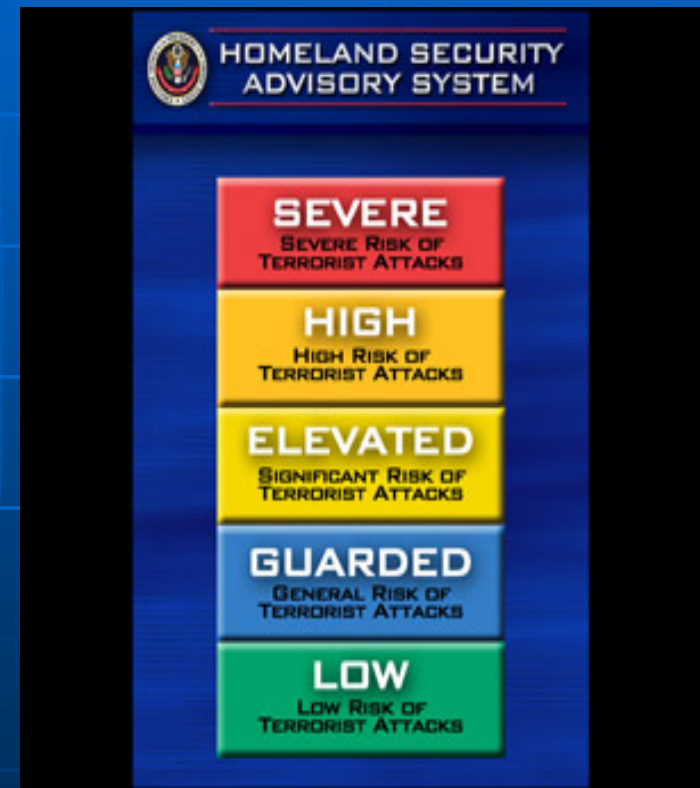 HOMELAND SECURITY
ADVISORY SYSTEM
SEVERE
SEVERE RISK OF
TERRORIST ATTACKS
HIGH
HIGH RISK OF
TERRORIST ATTACKS
ELEVATED
SIGNIFICANT RISK OF
TERRORIST ATTACKS
GUARDED
GENERAL RISK OF
TERRORIST ATTACKS
LOW
LOW RISK OF
TERRORIST ATTACKS